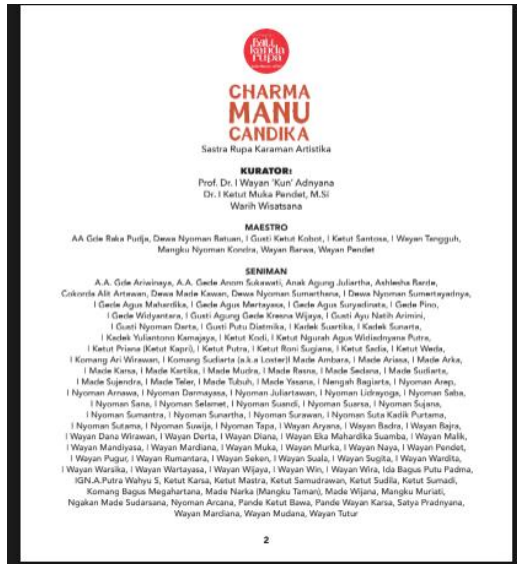 BALI
kanda
rupa
CHARMA
MANU
CANDIKA
Sastra Rupa Karaman Artistika
KURATOR:
Prof. Dr. I Wayan 'Kun' Adnyana
Dr. I Ketut Muka Pendet, M.Si
Warih Wisatsana
MAESTRO
AA Gde Raka Pudja, Dewa Nyoman Batuan, I Gusti Ketut Kobot, I Ketut Santosa, I Wayan Tangguh,
Mangku Nyoman Kondra, Wayan Barwa, Wayan Pendet
SENIMAN
A.A. Gde Ariwinaya, A.A. Gede Anom Sukawati, Anak Agung Juliartha, Ashlesha Barde,
Cokorda Alit Artawan, Dewa Made Kawan, Dewa Nyoman Sumerthana, I Dewa Nyoman Sumertayadnya,
I Gede Agus Mahardika, I Gede Agus Mertayasa, I Gede Agus Suryadinata, I Gede Pino,
I Gede Widyantara, I Gusti Agung Gede Kresna Wijaya, I Gusti Ayu Natih Arimini,
I Gusti Nyoman Darta, I Gusti Putu Diatmika, I Kadek Suartika, I Kadek Sunarta,
I Kadek Yuliantono Kamajaya, I Ketut Kodi, I Ketut Ngurah Agus Widiadnyana Putra,
I Ketut Priana (Ketut Kapri), I Ketut Putra, I Ketut Roni Sugiana, I Ketut Sadia, I Ketut Weda,
I Komang Ari Wirawan, I Komang Sudiarta (a.k.a Loster)I Made Ambara, I Made Ariasa, I Made Arka,
I Made Karsa, I Made Kartika, I Made Mudra, I Made Rasna, I Made Sedana, I Made Sudiarta,
I Made Sujendra, I Made Teler, I Made Tubuh, I Made Yasana, I Nengah Bagiarta, I Nyoman Arep,
I Nyoman Arnawa, I Nyoman Darmayasa, I Nyoman Juliartawan, I Nyoman Lidrayoga, I Nyoman Saba,
I Nyoman Sana, I Nyoman Selamet, I Nyoman Suandi, I Nyoman Suarsa, I Nyoman Sujana,
I Nyoman Sumantra, I Nyoman Sunartha, I Nyoman Surawan, I Nyoman Suta Kadik Purtama,
I Nyoman Sutama, I Nyoman Suwija, I Nyoman Tapa, I Wayan Aryana, I Wayan Badra, I Wayan Bajra,
I Wayan Dana Wirawan, I Wayan Derta, I Wayan Diana, I Wayan Eka Mahardika Suamba, I Wayan Malik,
I Wayan Mandiyasa, I Wayan Mardiana, I Wayan Muka, I Wayan Murka, I Wayan Naya, I Wayan Pendet,
I Wayan Pugur, I Wayan Rumantara, I Wayan Seken, I Wayan Suala, I Wayan Sugita, I Wayan Wardita,
I Wayan Warsika, I Wayan Wartayasa, I Wayan Wijaya, I Wayan Win, I Wayan Wira, Ida Bagus Putu Padma,
IGN.A.Putra Wahyu S, Ketut Karsa, Ketut Mastra, Ketut Samudrawan, Ketut Sudila, Ketut Sumadi,
Komang Bagus Megahartana, Made Narka (Mangku Taman), Made Wijana, Mangku Muriati,
Ngakan Made Sudarsana, Nyoman Arcana, Pande Ketut Bawa, Pande Wayan Karsa, Satya Pradnyana,
Wayan Mardiana, Wayan Mudana, Wayan Tutur
2